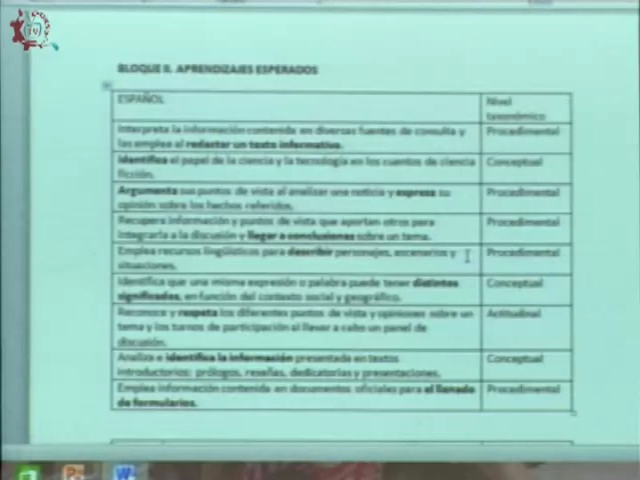 BLOQUE II. APRENDIZAJES ESPERADOS
ESPAÑOL
Nivel
taxonómico
Interpreta la información contenida en diversas fuentes de consulta y
las emplea al redactar un texto informativo.
Procedimental
Identifica el papel de la ciencia y la tecnología en los cuentos de ciencia
ficción.
Conceptual
Argumenta sus puntos de vista al analizar una noticia y expresa su
opinión sobre los hechos referidos.
Procedimental
Recupera información y puntos de vista que aportan otros para
integrarla a la discusión y llegar a conclusiones sobre un tema.
Procedimental
Emplea recursos lingüísticos para describir personajes, escenarios y
situaciones.
Procedimental
Identifica que una misma expresión o palabra puede tener distintos
significados, en función del contexto social y geográfico.
Conceptual
Reconoce y respeta los diferentes puntos de vista y opiniones sobre un
tema y los turnos de participación al llevar a cabo un panel de
discusión.
Actitudinal
Analiza e identifica la información presentada en textos
introductorios: prólogos, reseñas, dedicatorias y presentaciones.
Conceptual
Emplea información contenida en documentos oficiales para el llenado
de formularios.
Procedimental